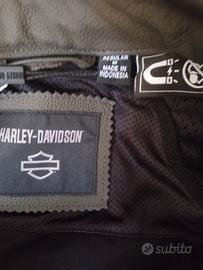 REGULAR
M
MADE IN
INDONESIA
HARLEY-DAVIDSON
subito